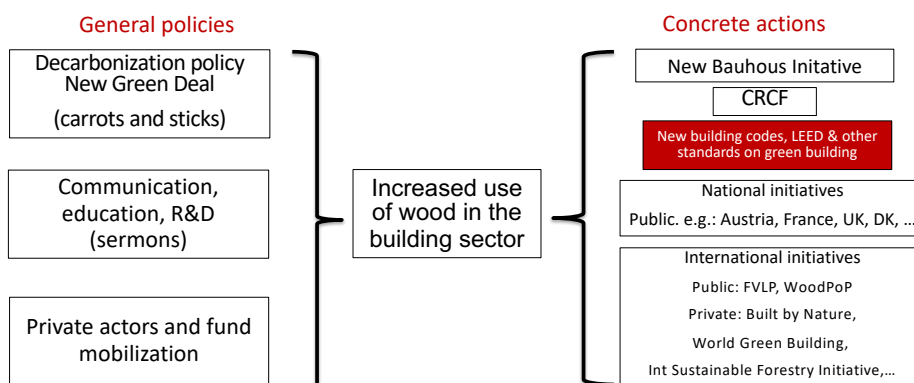 General policies
Decarbonization policy
New Green Deal
(carrots and sticks)
Communication,
education, R&D
(sermons)
Private actors and fund
mobilization
Increased use
of wood in the
building sector
Concrete actions
New Bauhous Initative
CRCF
New building codes, LEED & other
standards on green building
National initiatives
Public. e.g.: Austria, France, UK, DK, ...
International initiatives
Public: FVLP, WoodPoP
Private: Built by Nature,
World Green Building,
Int Sustainable Forestry Initiative,...